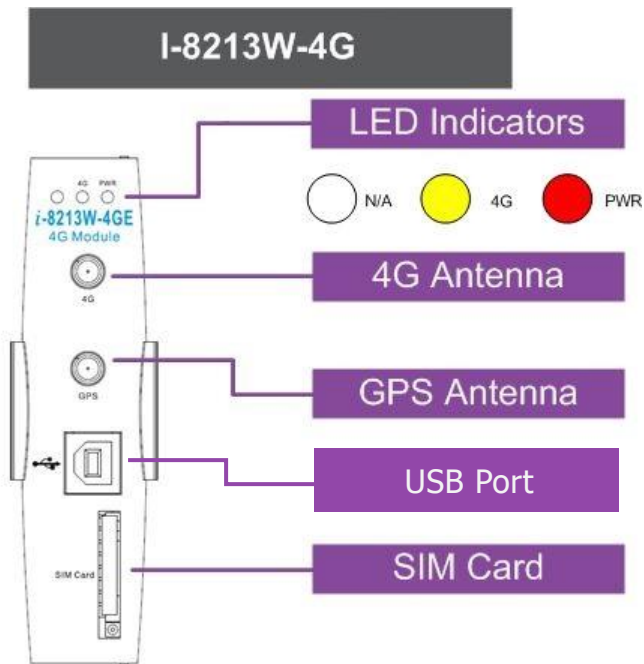 I-8213W-4G
LED Indicators
N/A
4G
PWR
4G PWR
i-8213W-4GE
4G Module
4G
4G Antenna
GPS
GPS Antenna
USB Port
SIM Card
SIM Card